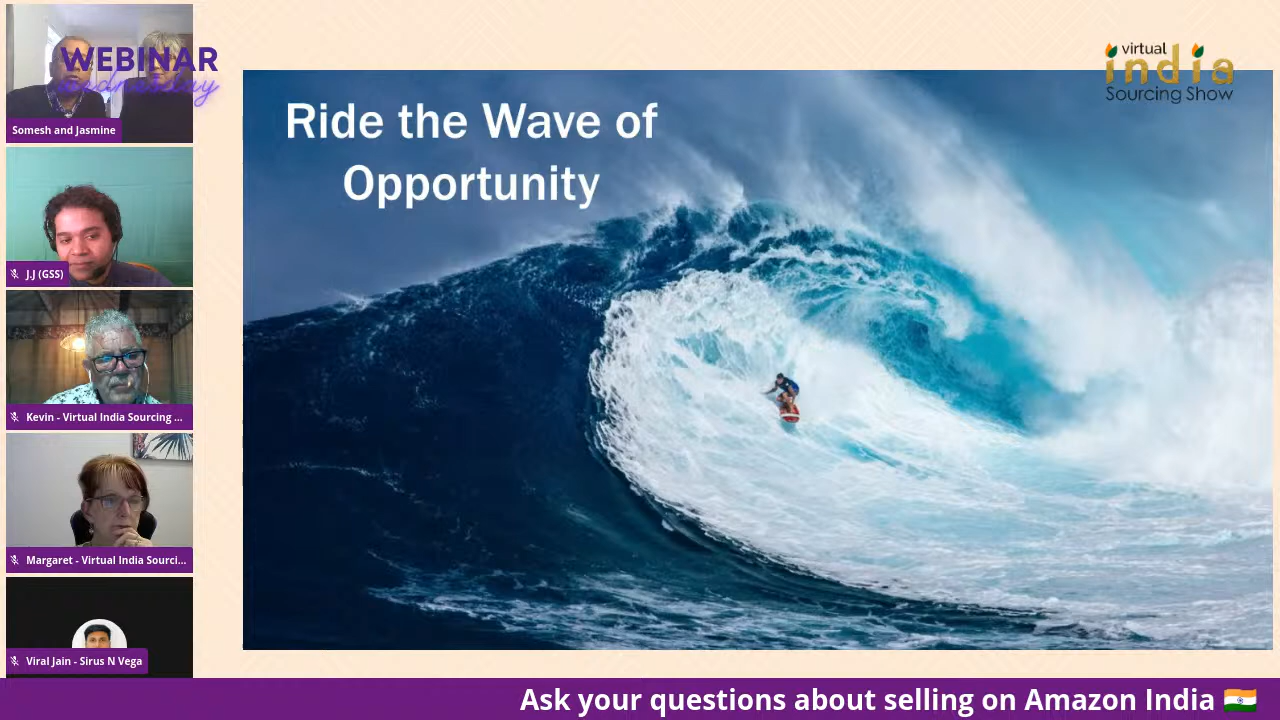 WEBINAR
wednesday
Somesh and Jasmine
J.J (GSS)
Kevin - Virtual India Sourcing ...
Margaret - Virtual India Sourci...
Viral Jain - Sirus N Vega
Ride the Wave of
Opportunity
virtual
india
Sourcing Show
Ask your questions about selling on Amazon India 🇮🇳